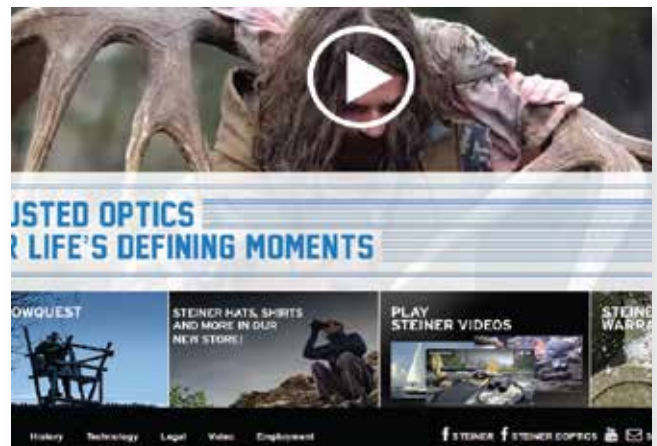 USTED OPTICS
R LIFE'S DEFINING MOMENTS
OWQUEST
STEINER HATS, SHIRTS
AND MORE IN OUR
NEW STORE!
PLAY
STEINER VIDEOS
STEINE
WARRA
History Technology Legal Video Employment
STEINER STEINER EOPTICS